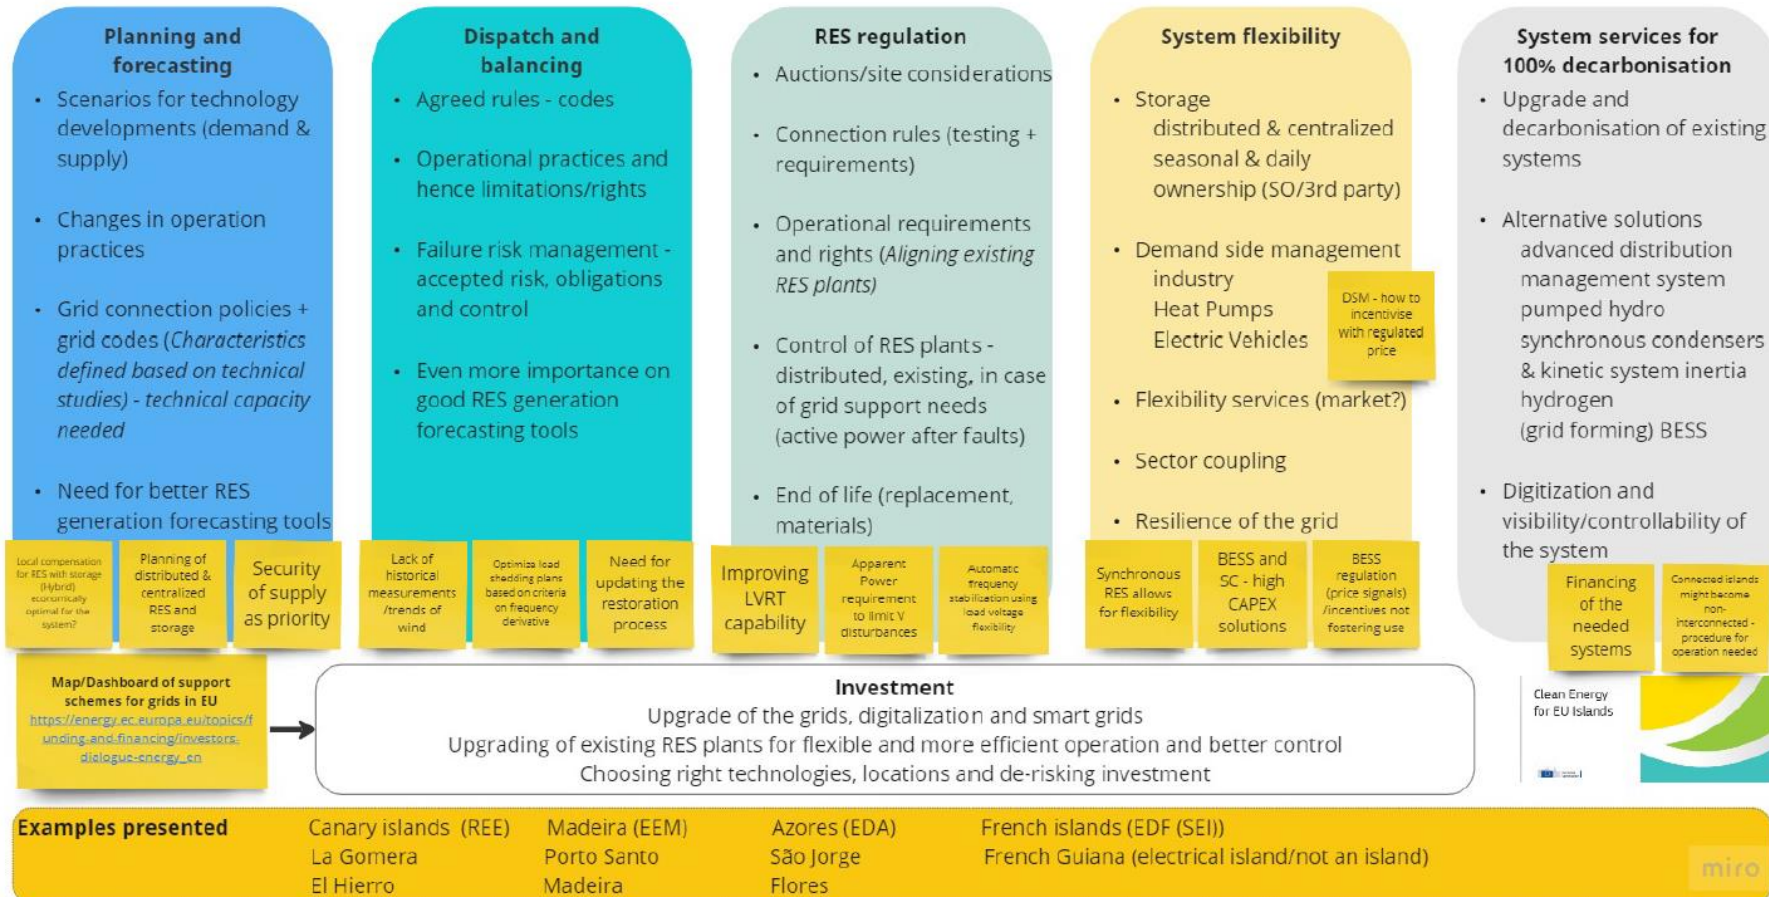 Planning and
forecasting
• Scenarios for technology
developments (demand &
supply)
• Changes in operation
practices
• Grid connection policies +
grid codes (Characteristics
defined based on technical
studies) - technical capacity
needed
• Need for better RES
generation forecasting tools
Local compensation
for RES with storage
(Hybrid)
economically
optimal for the
system?
Planning of
distributed &
centralized
RES and
storage
Security
of supply
as priority
Dispatch and
balancing
• Agreed rules - codes
• Operational practices and
hence limitations/rights
• Failure risk management -
accepted risk, obligations
and control
• Even more importance on
good RES generation
forecasting tools
Lack of
historical
measurements
/trends of
wind
Optimize load
shedding plans
based on criteria
on frequency
derivative
Need for
updating the
restoration
process
RES regulation
• Auctions/site considerations
• Connection rules (testing +
requirements)
• Operational requirements
and rights (Aligning existing
RES plants)
• Control of RES plants -
distributed, existing, in case
of grid support needs
(active power after faults)
• End of life (replacement,
materials)
Improving
LVRT
capability
Apparent
Power
requirement
to limit V
disturbances
Automatic
frequency
stabilization using
load voltage
flexibility
System flexibility
• Storage
distributed & centralized
seasonal & daily
ownership (SO/3rd party)
• Demand side management
industry
Heat Pumps
Electric Vehicles
DSM - how to
incentivise
with regulated
price
• Flexibility services (market?)
• Sector coupling
• Resilience of the grid
Synchronous
RES allows
for flexibility
BESS and
SC - high
CAPEX
solutions
BESS
regulation
(price signals)
/incentives not
fostering use
System services for
100% decarbonisation
• Upgrade and
decarbonisation of existing
systems
• Alternative solutions
advanced distribution
management system
pumped hydro
synchronous condensers
& kinetic system inertia
hydrogen
(grid forming) BESS
• Digitization and
visibility/controllability of
the system
Financing
of the
needed
systems
Connected islands
might become
non-
interconnected -
procedure for
operation needed
Map/Dashboard of support
schemes for grids in EU
https://energy.ec.europa.eu/topics/f
unding-and-financing/investors-
dialogue-energy_en
Investment
Upgrade of the grids, digitalization and smart grids
Upgrading of existing RES plants for flexible and more efficient operation and better control
Choosing right technologies, locations and de-risking investment
Clean Energy
for EU Islands
Examples presented
Canary islands (REE)
La Gomera
El Hierro
Madeira (EEM)
Porto Santo
Madeira
Azores (EDA)
São Jorge
Flores
French islands (EDF (SEI))
French Guiana (electrical island/not an island)
miro